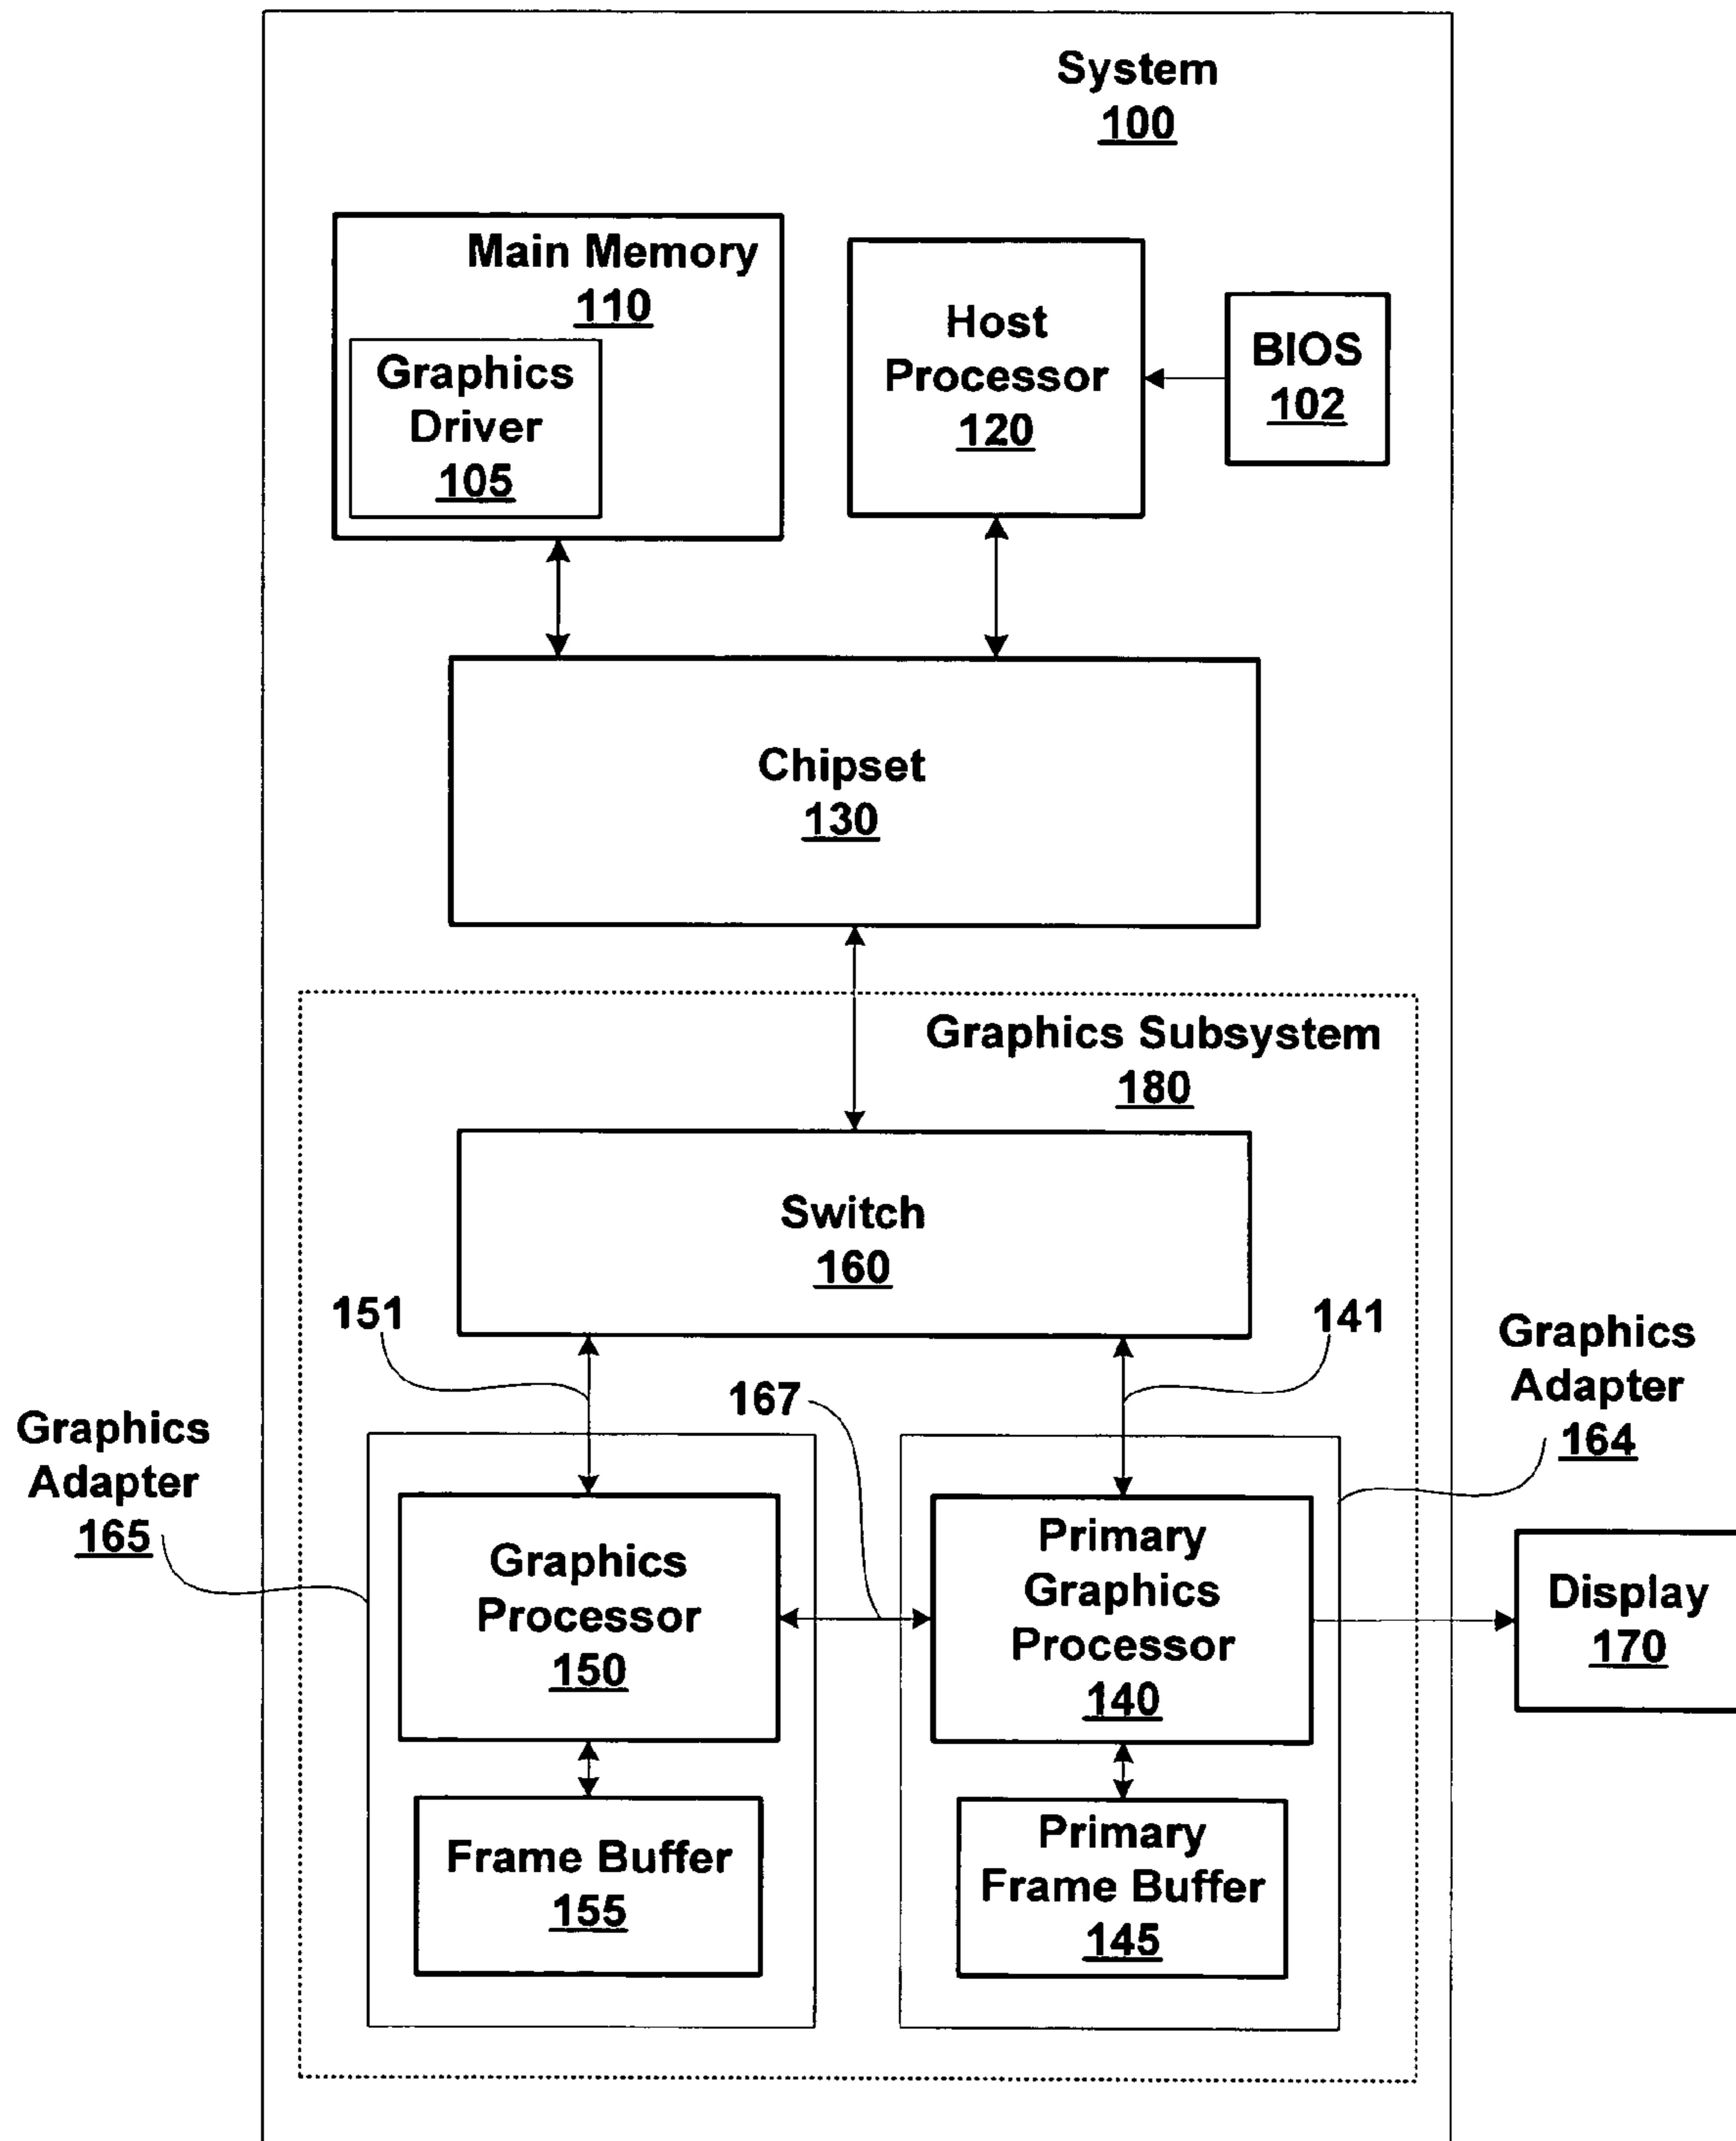 System
100
Main Memory
110
Graphics
Driver
105
Host
Processor
120
BIOS
102
Chipset
130
Graphics Subsystem
180
Switch
160
151
141
167
Graphics
Adapter
164
Graphics
Adapter
165
Graphics
Processor
150
Primary
Graphics
Processor
140
Display
170
Frame Buffer
155
Primary
Frame Buffer
145